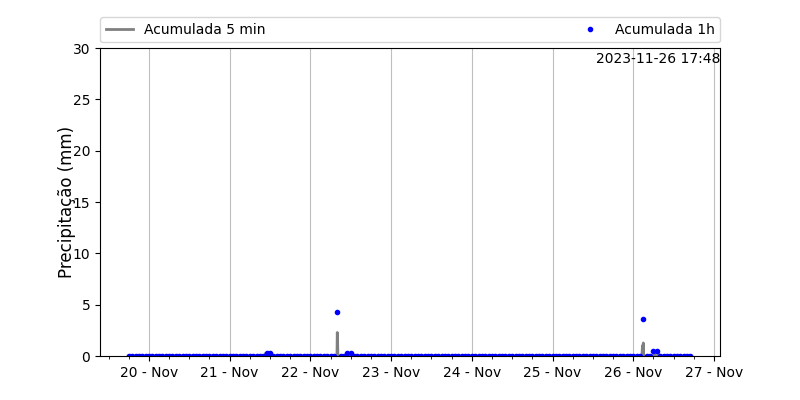 Acumulada 5 min
Acumulada 1h
2023-11-26 17:48
Precipitação (mm)
30
25
20
15
10
5
0
20 - Nov
21 - Nov
22 - Nov
23 - Nov
24 - Nov
25 - Nov
26 - Nov
27 - Nov